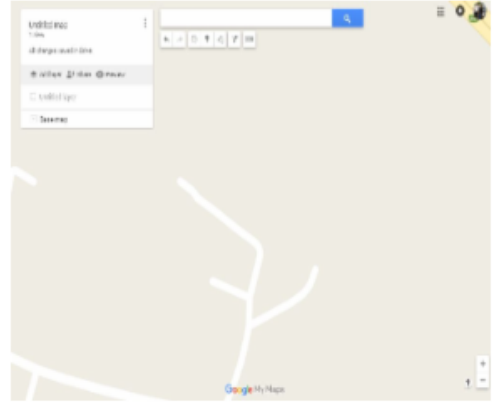 Untitled map
All changes saved in Drive
Add layer Share Preview
Untitled layer
Base map
Google My Maps